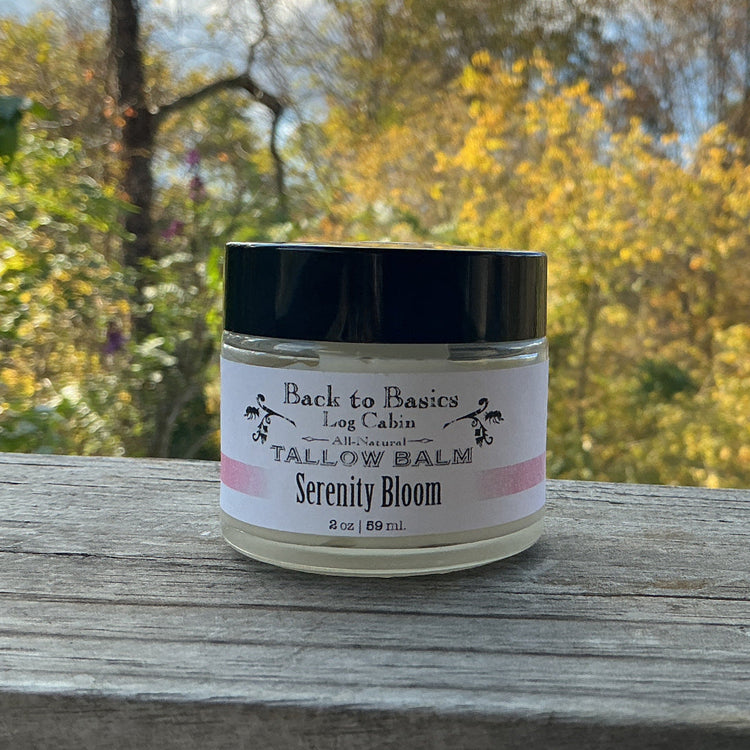 Back to Basics
Log Cabin
All-Natural
TALLOW BALM
Serenity Bloom
2 oz | 59 ml.